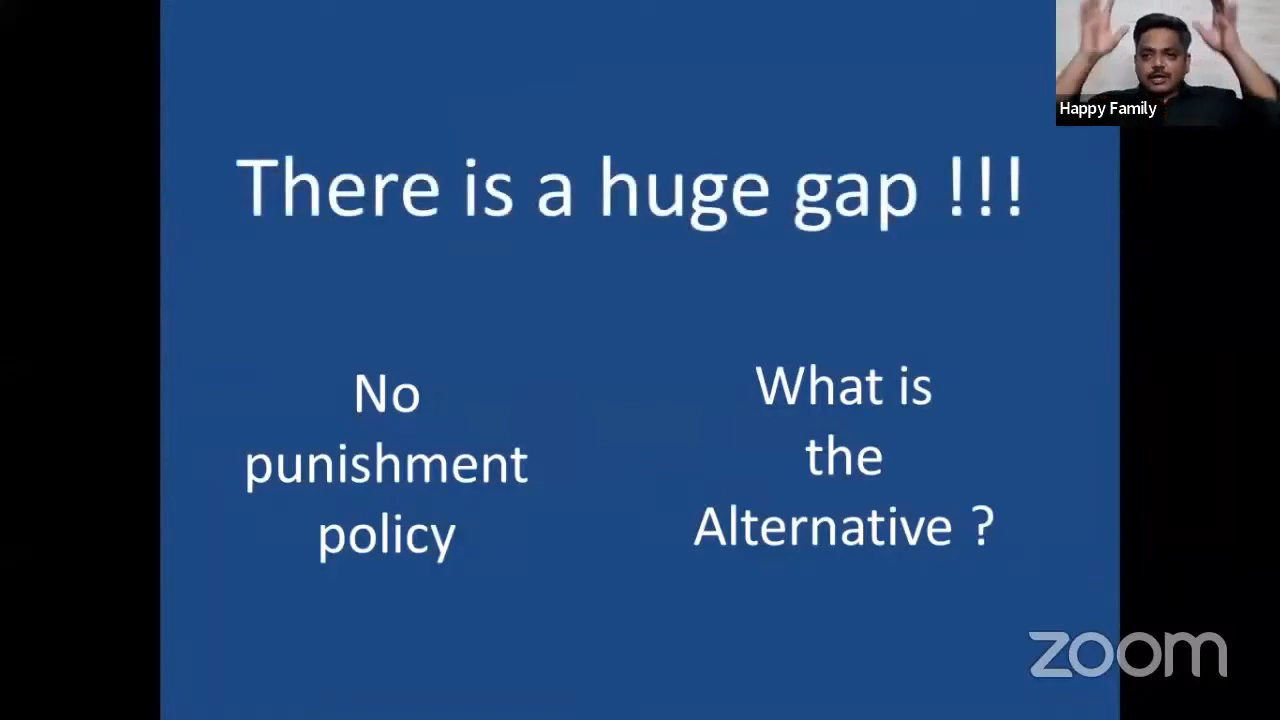 Happy Family
There is a huge gap !!!
No
punishment
policy
What is
the
Alternative ?
zoom